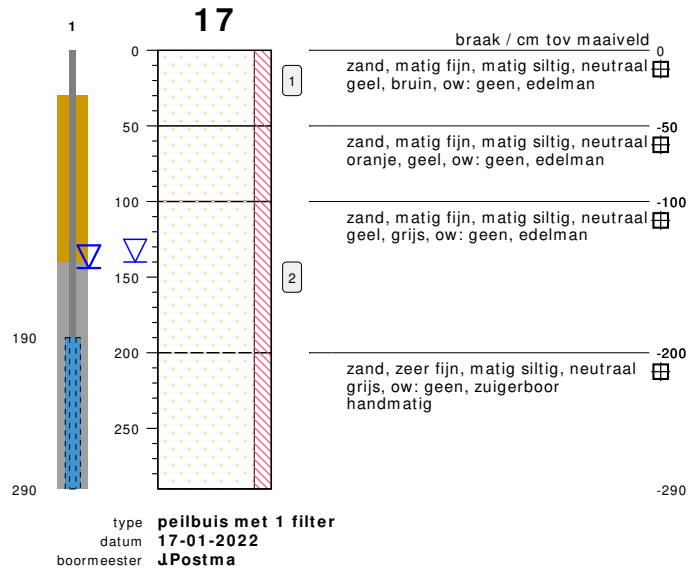 17
1
braak / cm tov maaiveld
0
0
zand, matig fijn, matig siltig, neutraal
geel, bruin, ow: geen, edelman
1
50
-50
zand, matig fijn, matig siltig, neutraal
oranje, geel, ow: geen, edelman
100
-100
zand, matig fijn, matig siltig, neutraal
geel, grijs, ow: geen, edelman
150
2
190
200
-200
zand, zeer fijn, matig siltig, neutraal
grijs, ow: geen, zuigerboor
handmatig
250
290
-290
type peilbuis met 1 filter
datum 17-01-2022
boormeester J.Postma